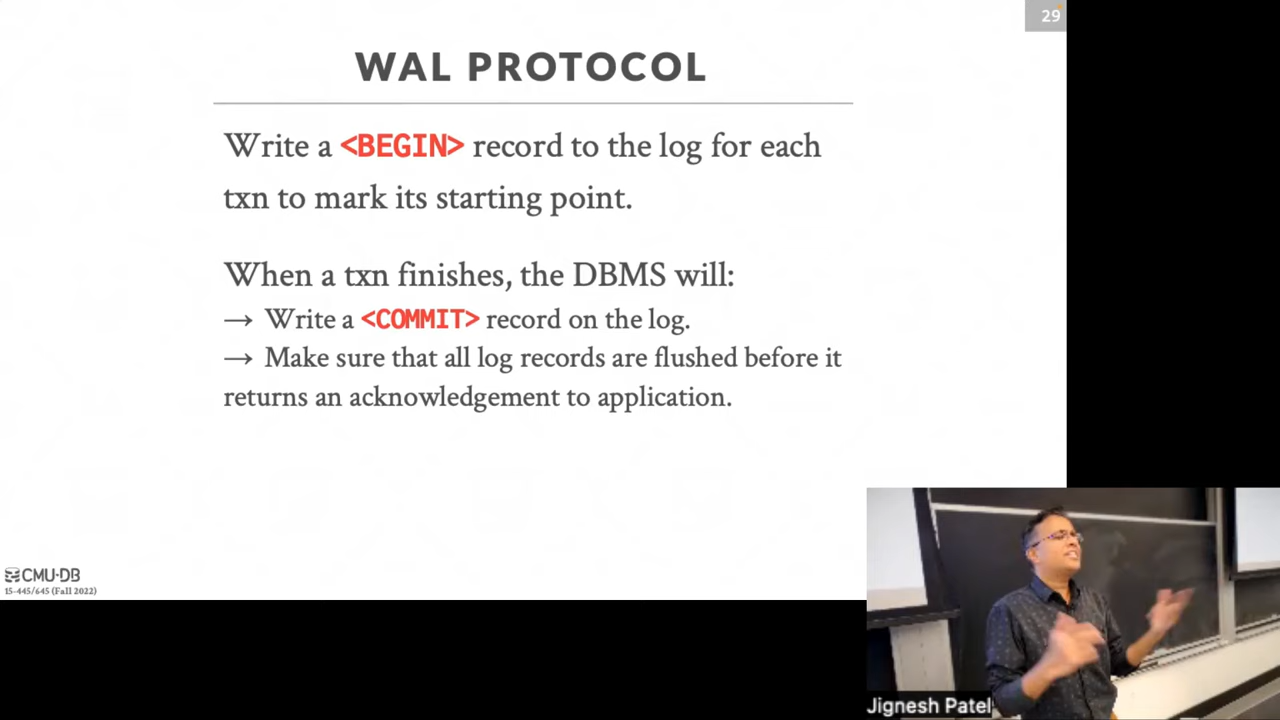 29
WAL PROTOCOL
Write a <BEGIN> record to the log for each
txn to mark its starting point.
When a txn finishes, the DBMS will:
→ Write a <COMMIT> record on the log.
→ Make sure that all log records are flushed before it
returns an acknowledgement to application.
CMU·DB
15-445/645 (Fall 2022)
Jignesh Patel